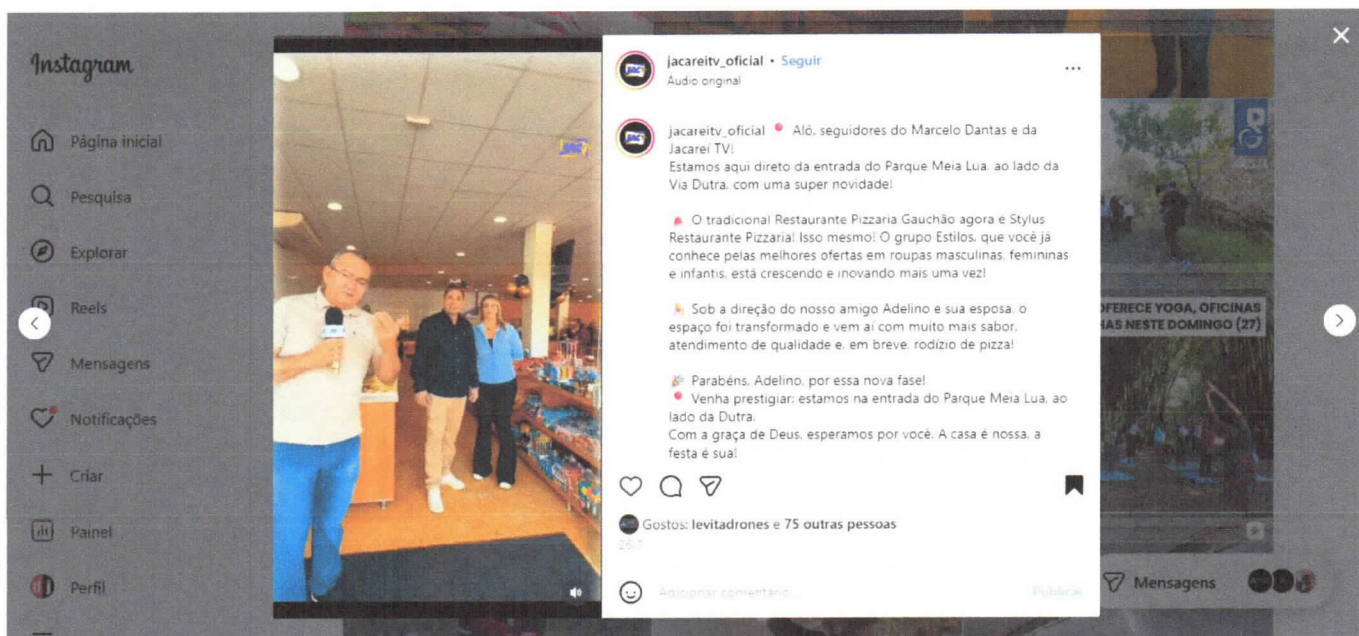 Instagram
Página inicial
Pesquisa
Explorar
Reels
Mensagens
Notificações
Criar
Painel
Perfil
JAC
jacareitv_oficial • Seguir
Audio original
jacareitv_oficial 📍 Alô, seguidores do Marcelo Dantas e da
Jacareí TV!
Estamos aqui direto da entrada do Parque Meia Lua, ao lado da
Via Dutra, com uma super novidade!
O tradicional Restaurante Pizzaria Gauchão agora é Stylus
Restaurante Pizzaria! Isso mesmo! O grupo Estilos, que você já
conhece pelas melhores ofertas em roupas masculinas, femininas
e infantis, está crescendo e inovando mais uma vez!
Sob a direção do nosso amigo Adelino e sua esposa, o
espaço foi transformado e vem aí com muito mais sabor,
atendimento de qualidade e, em breve, rodízio de pizza!
🎉 Parabéns, Adelino, por essa nova fase!
📍 Venha prestigiar: estamos na entrada do Parque Meia Lua, ao
lado da Dutra.
Com a graça de Deus, esperamos por você. A casa é nossa, a
festa é sua!
Gostos: levitadrones e 75 outras pessoas
Adicionar comentário...
Publicar
OFERECE YOGA, OFICINAS
HAS NESTE DOMINGO (27)
Mensagens